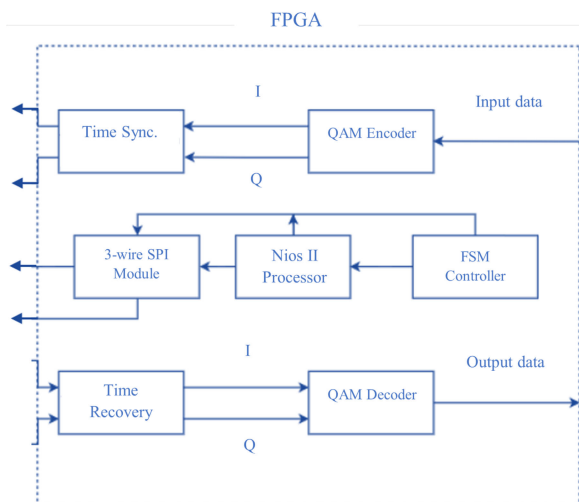 FPGA
I
Input data
Time Sync.
QAM Encoder
Q
3-wire SPI
Module
Nios II
Processor
FSM
Controller
I
Output data
Time
Recovery
QAM Decoder
Q